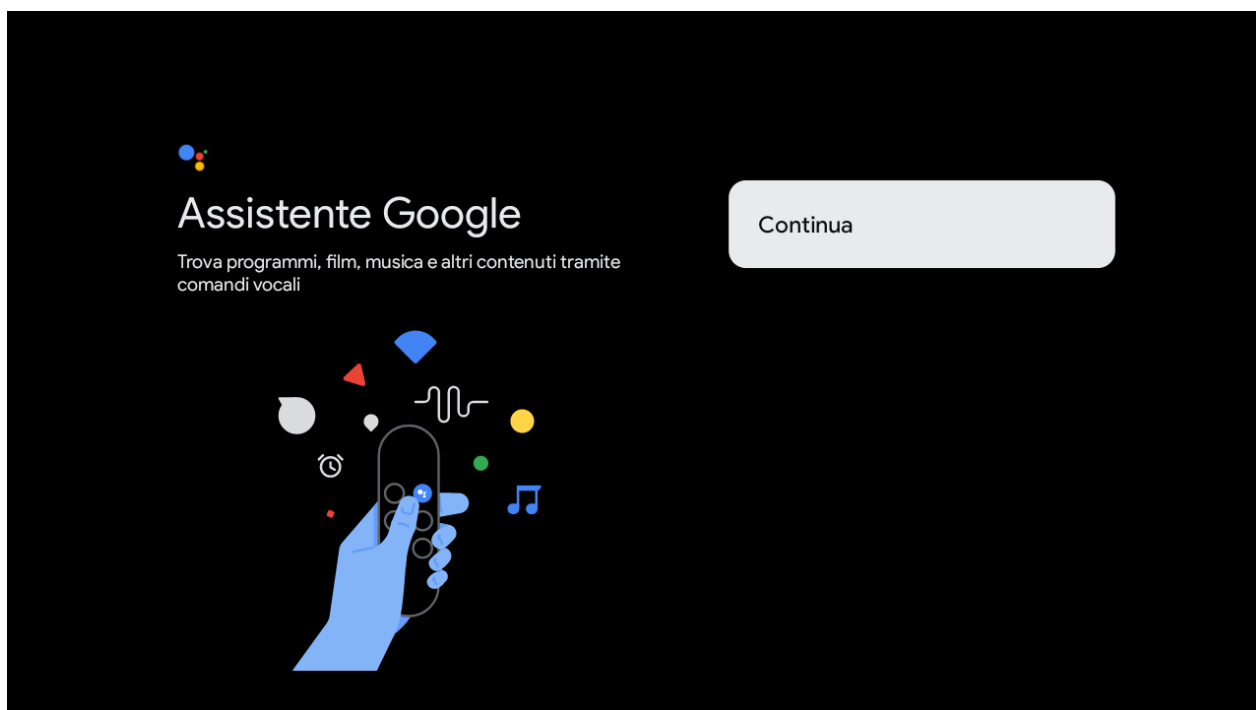 Assistente Google
Trova programmi, film, musica e altri contenuti tramite
comandi vocali
Continua